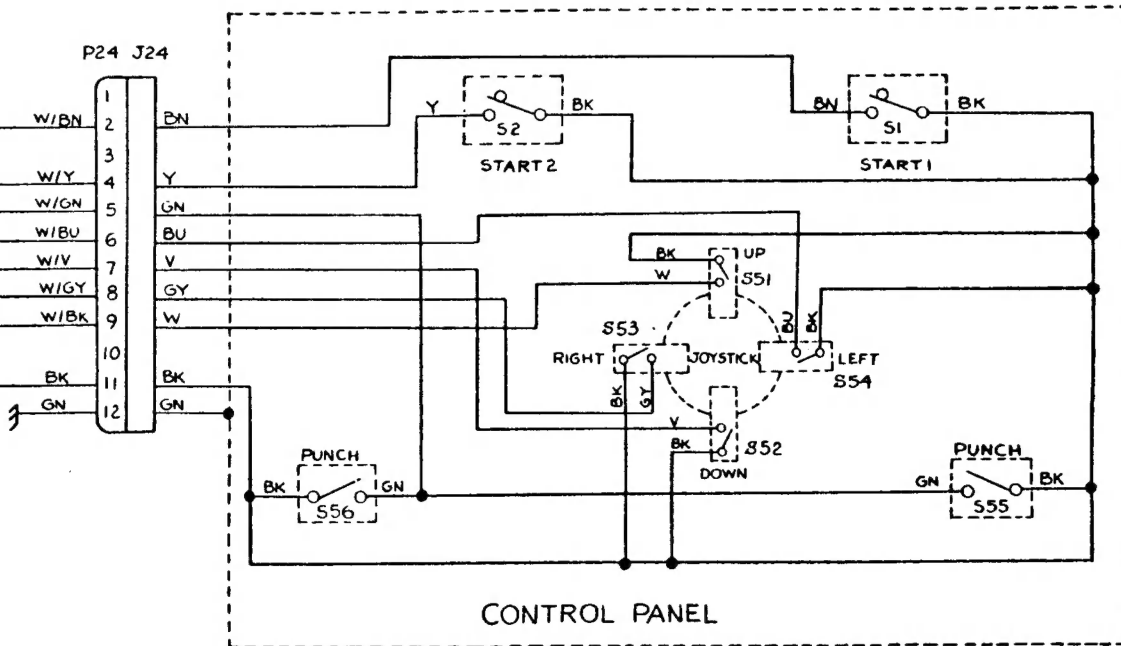 P24 J24
1
W/BN 2 BN
3
W/Y 4 Y
W/GN 5 GN
W/BU 6 BU
W/V 7 V
W/GY 8 GY
W/BK 9 W
10
BK 11 BK
GN 12 GN
Y S2 BK
START 2
BN S1 BK
START 1
BK UP
W S51
S53
BU BK
RIGHT JOYSTICK LEFT
S54
BK GY
V
BK S52
DOWN
PUNCH
BK GN
S56
PUNCH
GN BK
S55
CONTROL PANEL